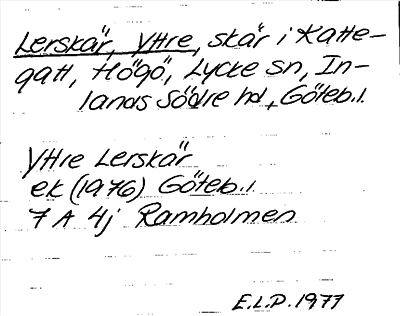 Lerskär, Yttre, skär i Katte-
gatt, Högö, Lycke sn, In-
lands Södre hd, Göteb.l.
Yttre Lerskär
ek (1976) Göteb.l.
7 A 4j Ramholmen
E.L.P. 1977